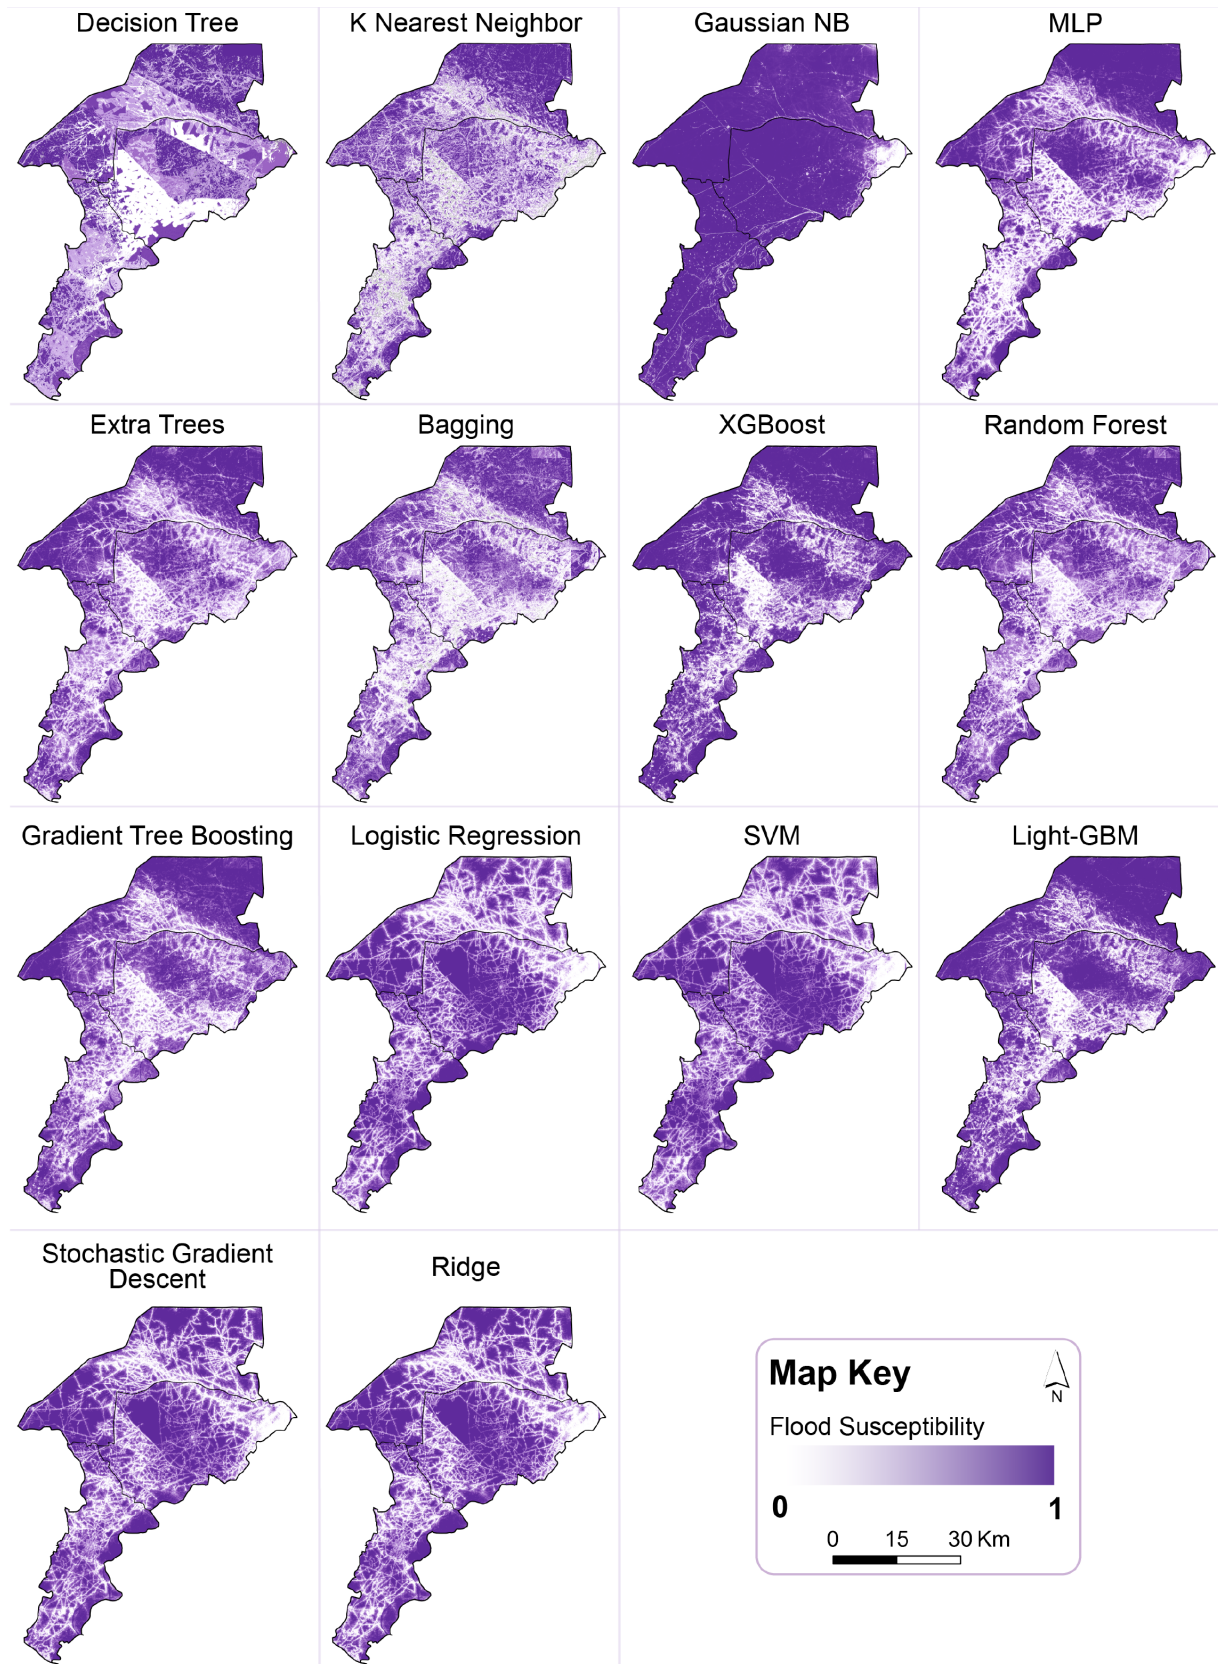 Decision Tree
K Nearest Neighbor
Gaussian NB
MLP
Extra Trees
Bagging
XGBoost
Random Forest
Gradient Tree Boosting
Logistic Regression
SVM
Light-GBM
Stochastic Gradient
Descent
Ridge
Map Key
N
Flood Susceptibility
0
1
0 15 30 Km